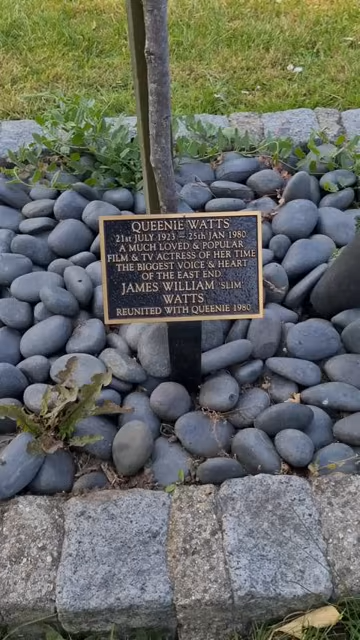 QUEENIE WATTS
21st JULY 1923 – 25th JAN 1980
A MUCH LOVED & POPULAR
FILM & TV ACTRESS OF HER TIME
THE BIGGEST VOICE & HEART
OF THE EAST END
JAMES WILLIAM 'SLIM'
WATTS
REUNITED WITH QUEENIE 1980